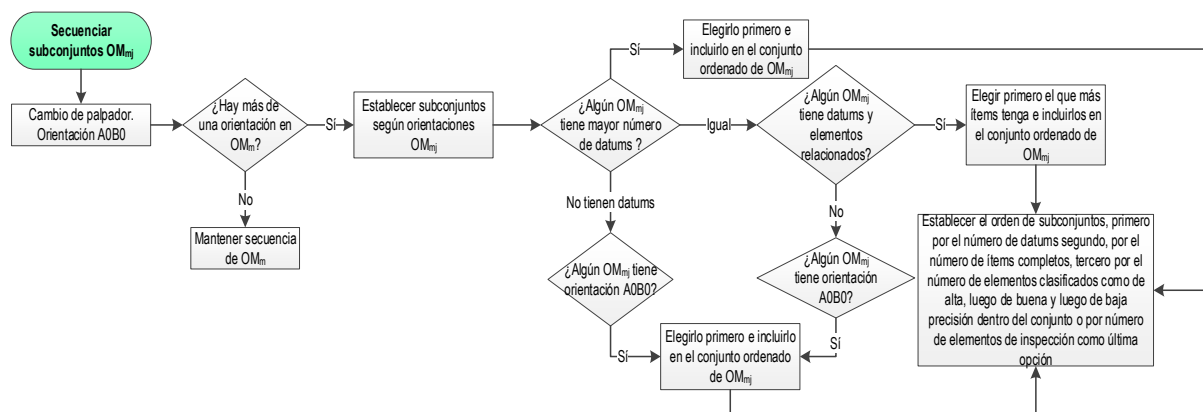 Secuenciar
subconjuntos OMmj
Cambio de palpador.
Orientación A0B0
¿Hay más de
una orientación en
OMm?
Sí
No
Mantener secuencia
de OMm
Establecer subconjuntos
según orientaciones
OMmj
¿Algún OMmj
tiene mayor número
de datums ?
Sí
Elegirlo primero e
incluirlo en el conjunto
ordenado de OMmj
Igual
No tienen datums
¿Algún OMmj tiene
orientación A0B0?
Sí
¿Algún OMmj
tiene datums y
elementos
relacionados?
Sí
No
¿Algún OMmj
tiene orientación
A0B0?
Sí
Elegirlo primero e incluirlo
en el conjunto ordenado
de OMmj
Elegir primero el que más
ítems tenga e incluirlos en
el conjunto ordenado de
OMmj
Establecer el orden de subconjuntos, primero
por el número de datums segundo, por el
número de ítems completos, tercero por el
número de elementos clasificados como de
alta, luego de buena y luego de baja
precisión dentro del conjunto o por número
de elementos de inspección como última
opción